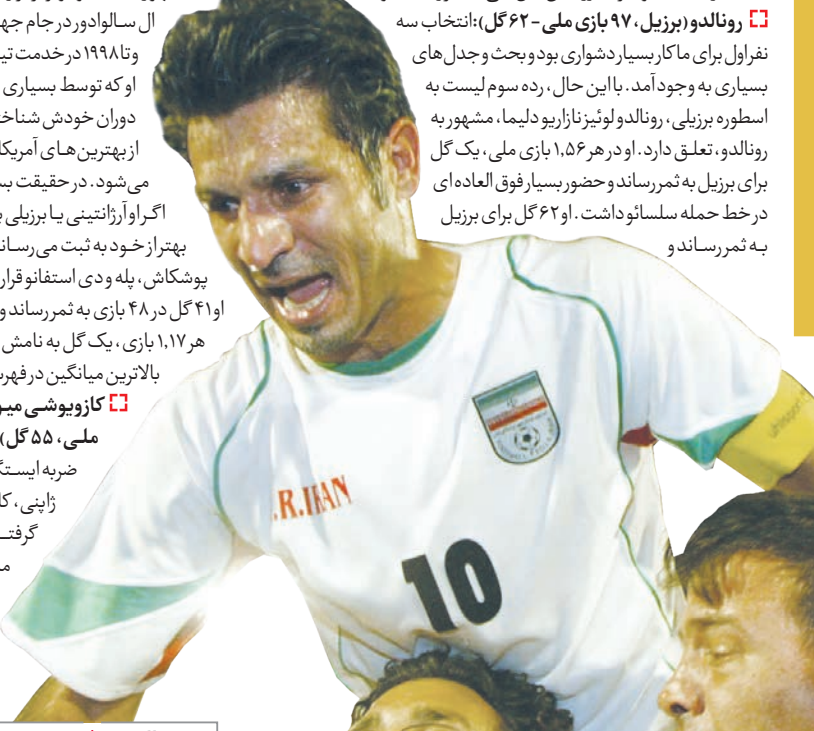 رونالدو (برزیل، ۹۷ بازی ملی - ۶۲ گل): انتخاب سه
نفر اول برای ما کار بسیار دشواری بود و بحث و جدل های
بسیاری به وجود آمد. با این حال، رده سوم لیست به
اسطوره برزیلی، رونالدو لوئیز نازاریو دلیما، مشهور به
رونالدو، تعلق دارد. او در هر ۱,۵۶ بازی ملی، یک گل
برای برزیل به ثمر رساند و حضور بسیار فوق العاده ای
در خط حمله سلسائو داشت. او ۶۲ گل برای برزیل
به ثمر رساند و
ال سالوادور در جام جه
و تا ۱۹۹۸ در خدمت تی
او که توسط بسیاری
دوران خودش شناخ
از بهترین های آمریکا
می شود. در حقیقت بس
اگر او آرژانتینی یا برزیلی ب
بهتر از خود به ثبت می رساند
پوشکاش، پله و دی استفانو قرار
او ۴۱ گل در ۴۸ بازی به ثمر رساند و
هر ۱,۱۷ بازی، یک گل به نامش
بالاترین میانگین در فهر
کازویوشی میو
ملی، ۵۵ گل)
ضربه ایستگ
ژاپنی، کا
گرفت
م
.R.IRAN
10
uhlsport